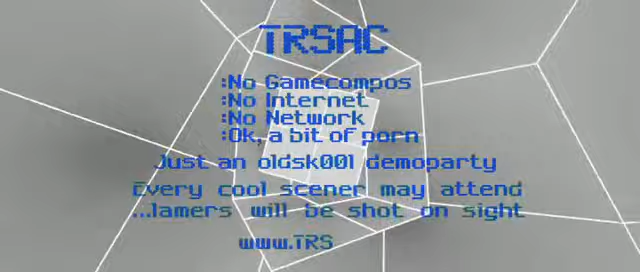 TRSAC
:No Gamecompos
:No Internet
:No Network
:Ok, a bit of porn
Just an oldsk00l demoparty
Every cool scener may attend
...lamers will be shot on sight
www.TRS